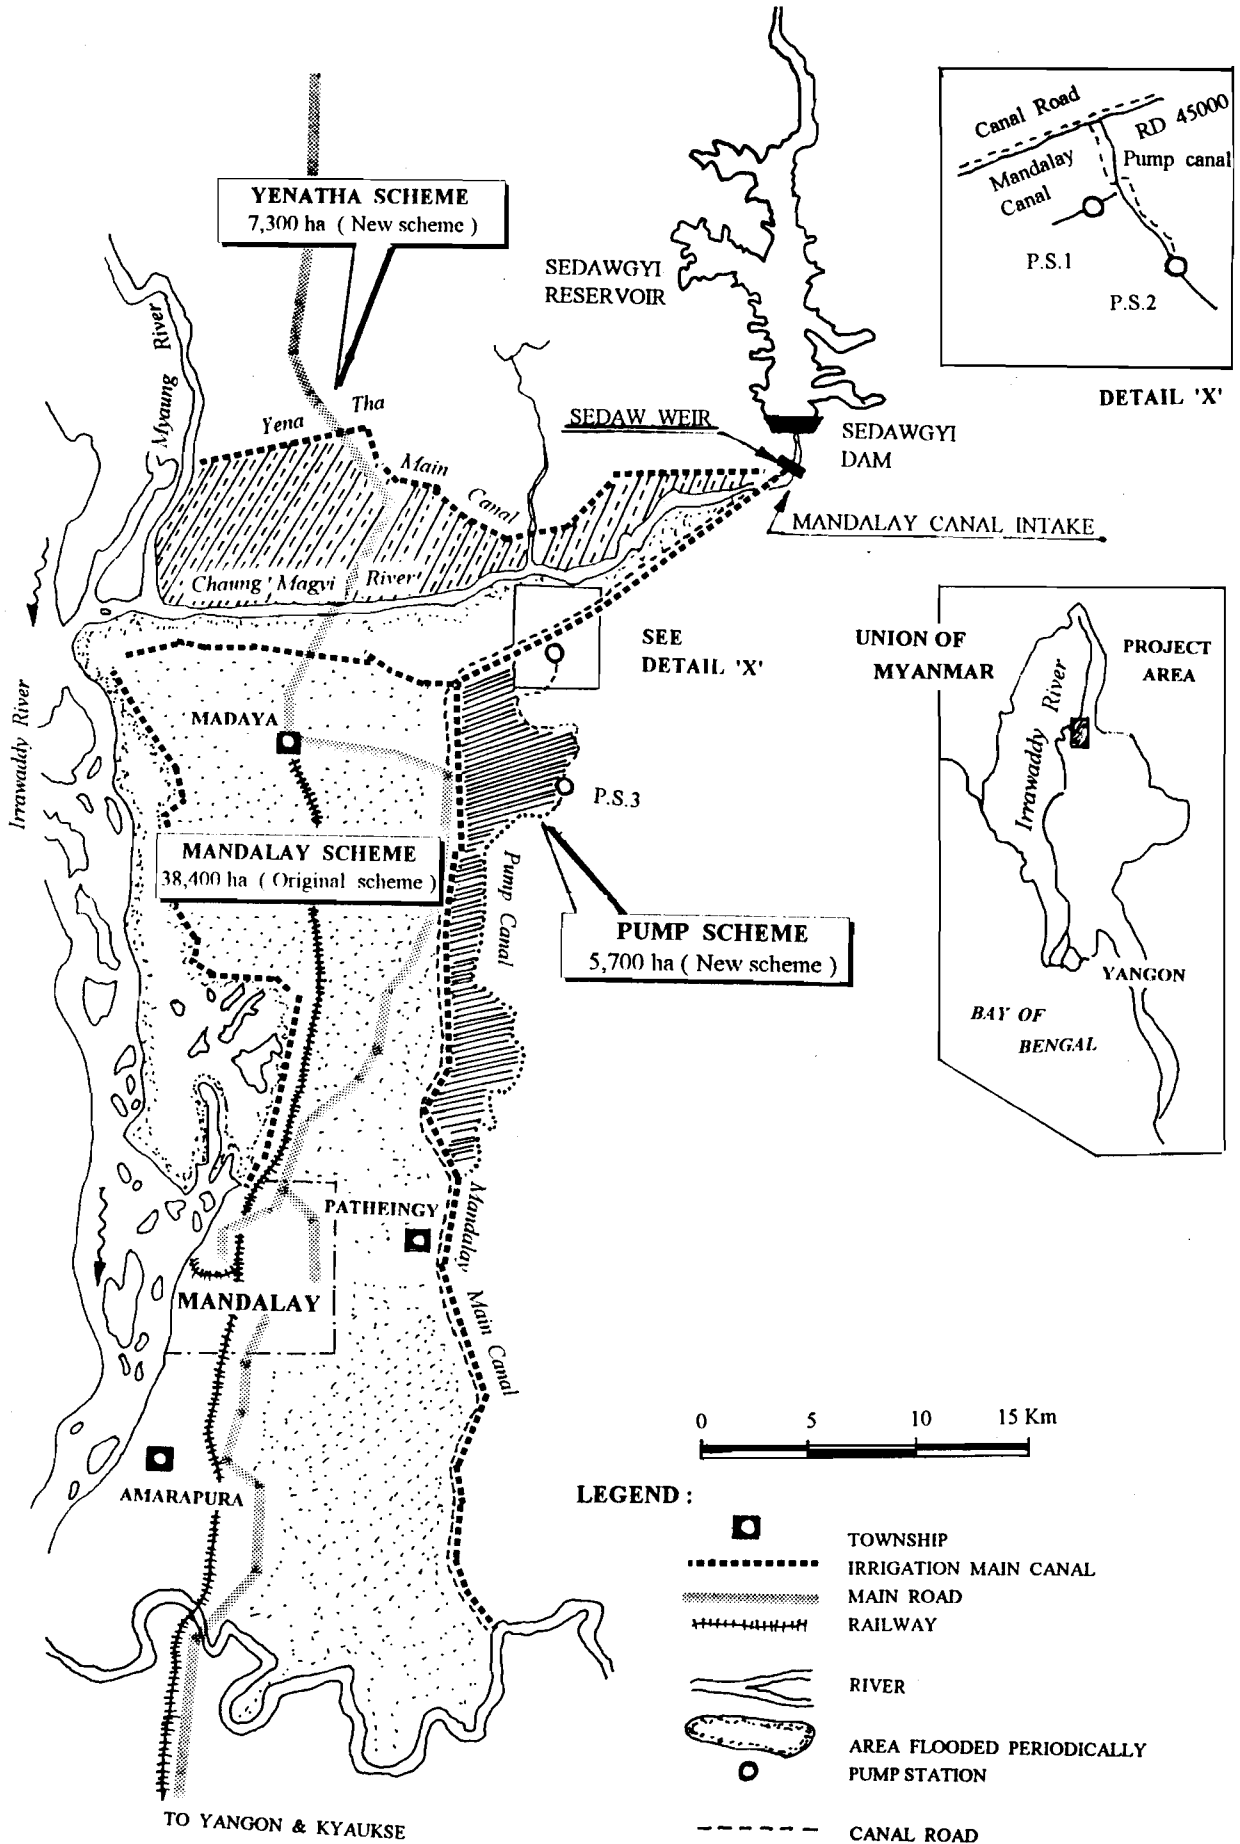 YENATHA SCHEME
7,300 ha ( New scheme )
Canal Road
RD 45000
Mandalay
Canal
Pump canal
P.S.1
P.S.2
DETAIL 'X'
SEDAWGYI
RESERVOIR
Myaung River
Yena Tha Main Canal
SEDAW WEIR
SEDAWGYI
DAM
MANDALAY CANAL INTAKE
Chaung Magyi River
SEE
DETAIL 'X'
UNION OF
MYANMAR
PROJECT
AREA
Irrawaddy River
YANGON
BAY OF
BENGAL
Irrawaddy River
MADAYA
P.S.3
MANDALAY SCHEME
38,400 ha ( Original scheme )
Pump Canal
PUMP SCHEME
5,700 ha ( New scheme )
PATHEINGY
MANDALAY
Mandalay Main Canal
AMARAPURA
0 5 10 15 Km
LEGEND :
TOWNSHIP
IRRIGATION MAIN CANAL
MAIN ROAD
RAILWAY
RIVER
AREA FLOODED PERIODICALLY
PUMP STATION
CANAL ROAD
TO YANGON & KYAUKSE